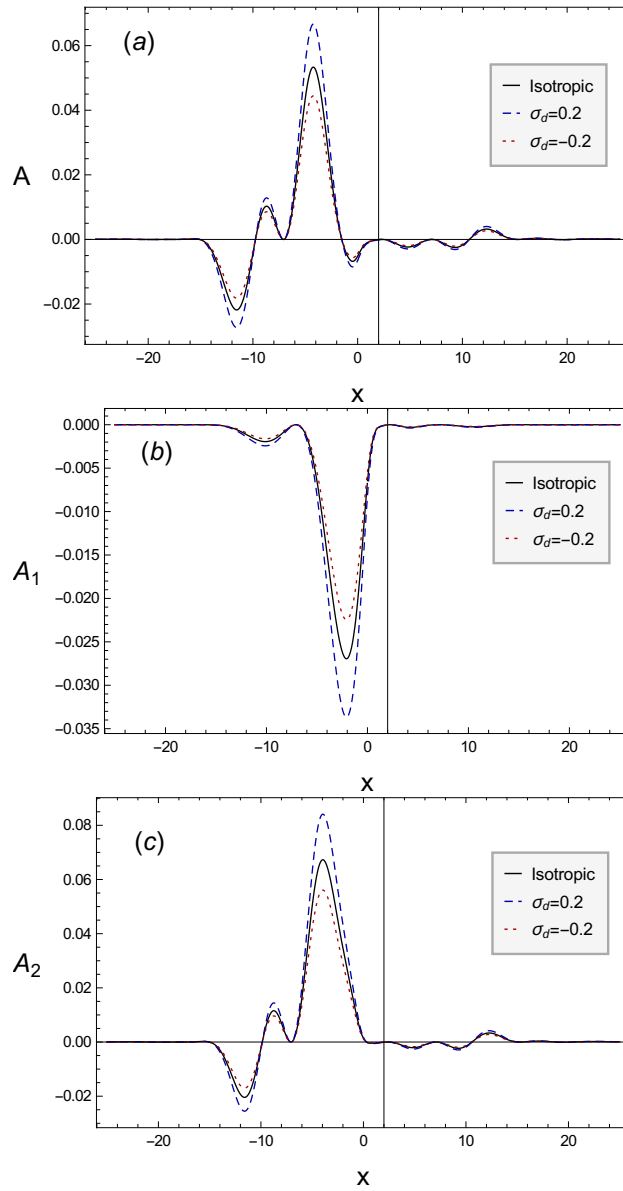 (a)
0.06
0.04
0.02
0.00
−0.02
A
Isotropic
σd=0.2
σd=−0.2
−20 −10 0 10 20
x
(b)
0.000
−0.005
−0.010
−0.015
−0.020
−0.025
−0.030
−0.035
A1
Isotropic
σd=0.2
σd=−0.2
−20 −10 0 10 20
x
(c)
0.08
0.06
0.04
0.02
0.00
−0.02
A2
Isotropic
σd=0.2
σd=−0.2
−20 −10 0 10 20
x